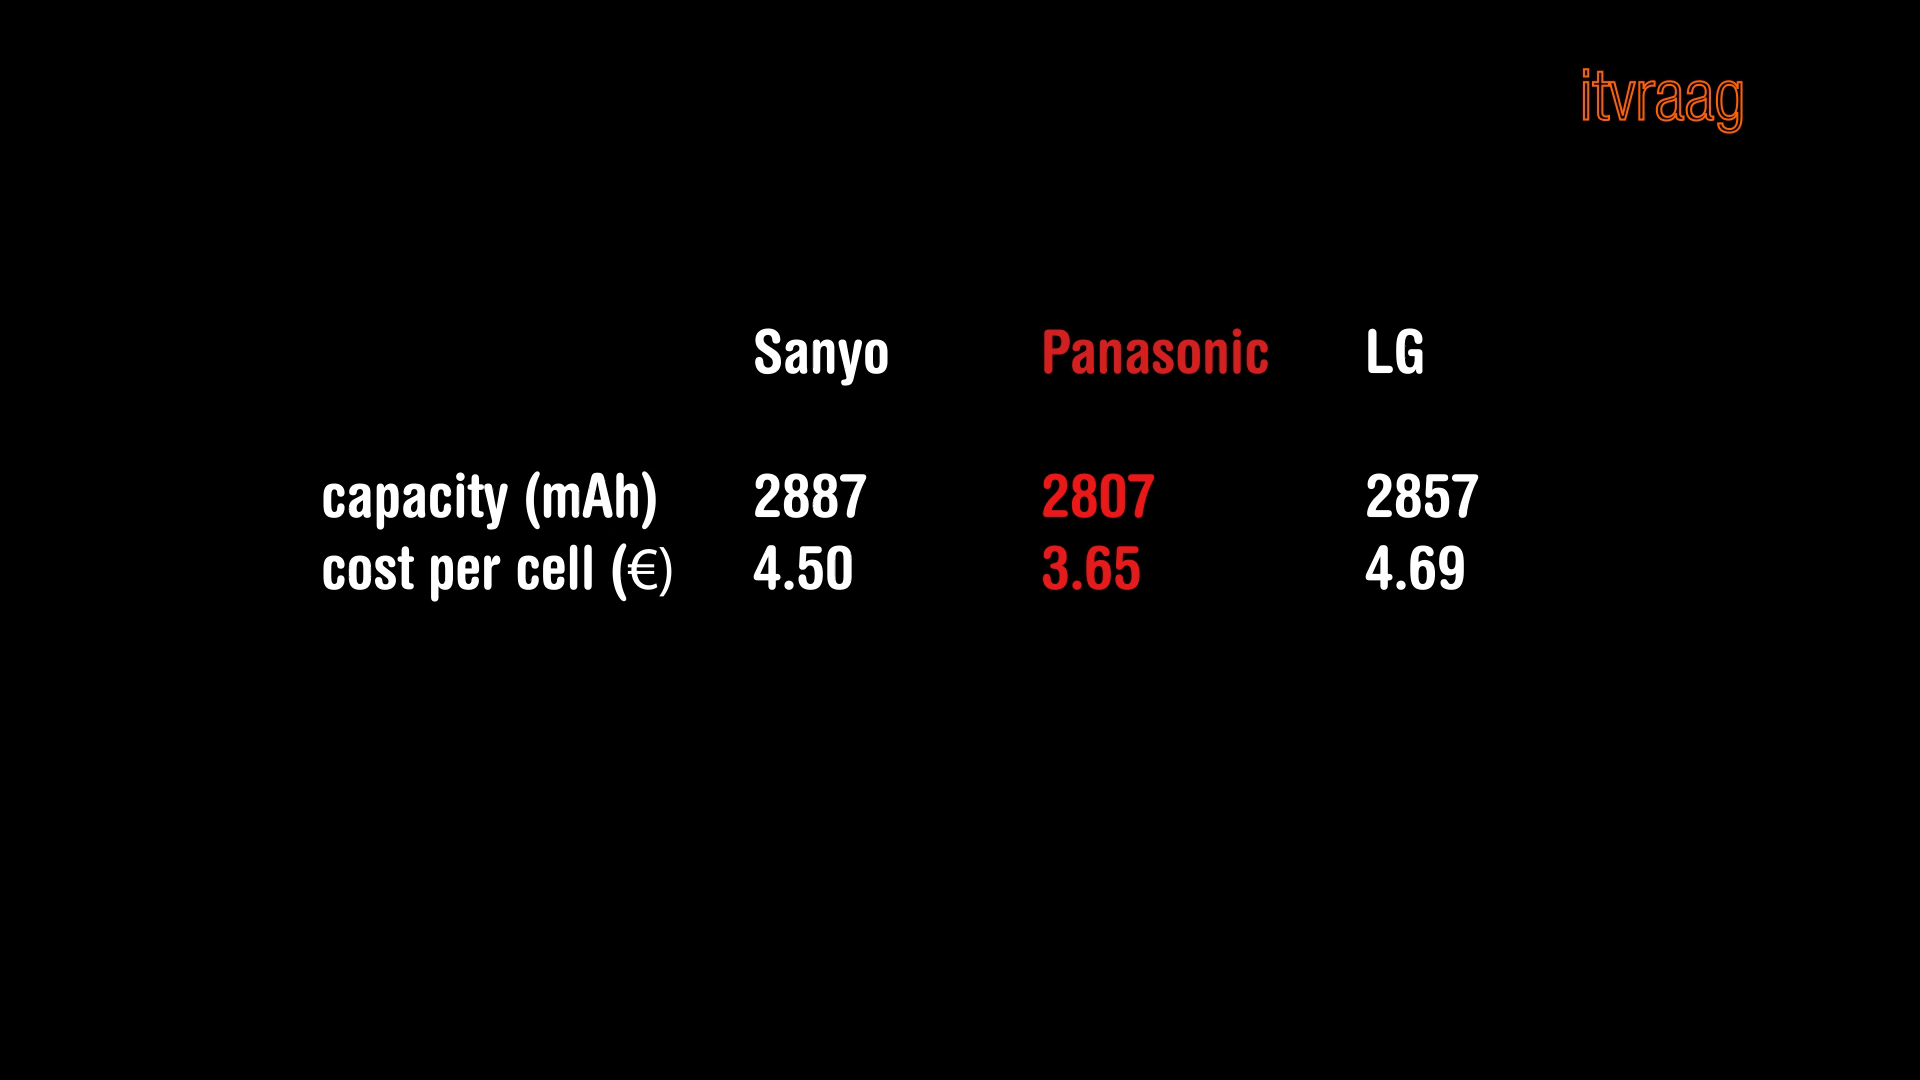 itvraag
Sanyo Panasonic LG
capacity (mAh) 2887 2807 2857
cost per cell (€) 4.50 3.65 4.69